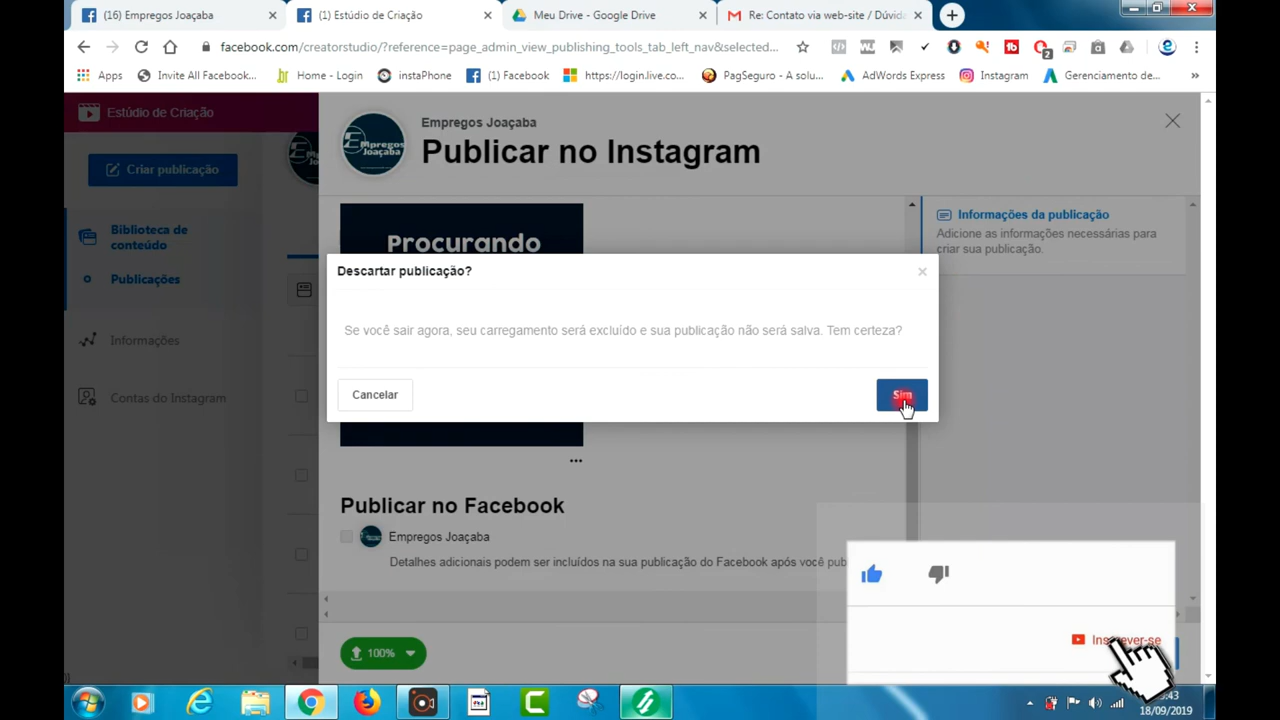 (16) Empregos Joaçaba
(1) Estúdio de Criação
Meu Drive - Google Drive
Re: Contato via web-site / Dúvida
facebook.com/creatorstudio/?reference=page_admin_view_publishing_tools_tab_left_nav&selected...
2
Apps
Invite All Facebook...
Home - Login
instaPhone
(1) Facebook
https://login.live.co...
PagSeguro - A solu...
AdWords Express
Instagram
Gerenciamento de...
»
Estúdio de Criação
Empregos Joaçaba
Publicar no Instagram
Criar publicação
Biblioteca de
conteúdo
Publicações
Informações
Contas do Instagram
Procurando
Informações da publicação
Adicione as informações necessárias para
criar sua publicação.
Descartar publicação?
Se você sair agora, seu carregamento será excluído e sua publicação não será salva. Tem certeza?
Cancelar
Sim
Publicar no Facebook
Empregos Joaçaba
Detalhes adicionais podem ser incluídos na sua publicação do Facebook após você
100%
18/09/2019